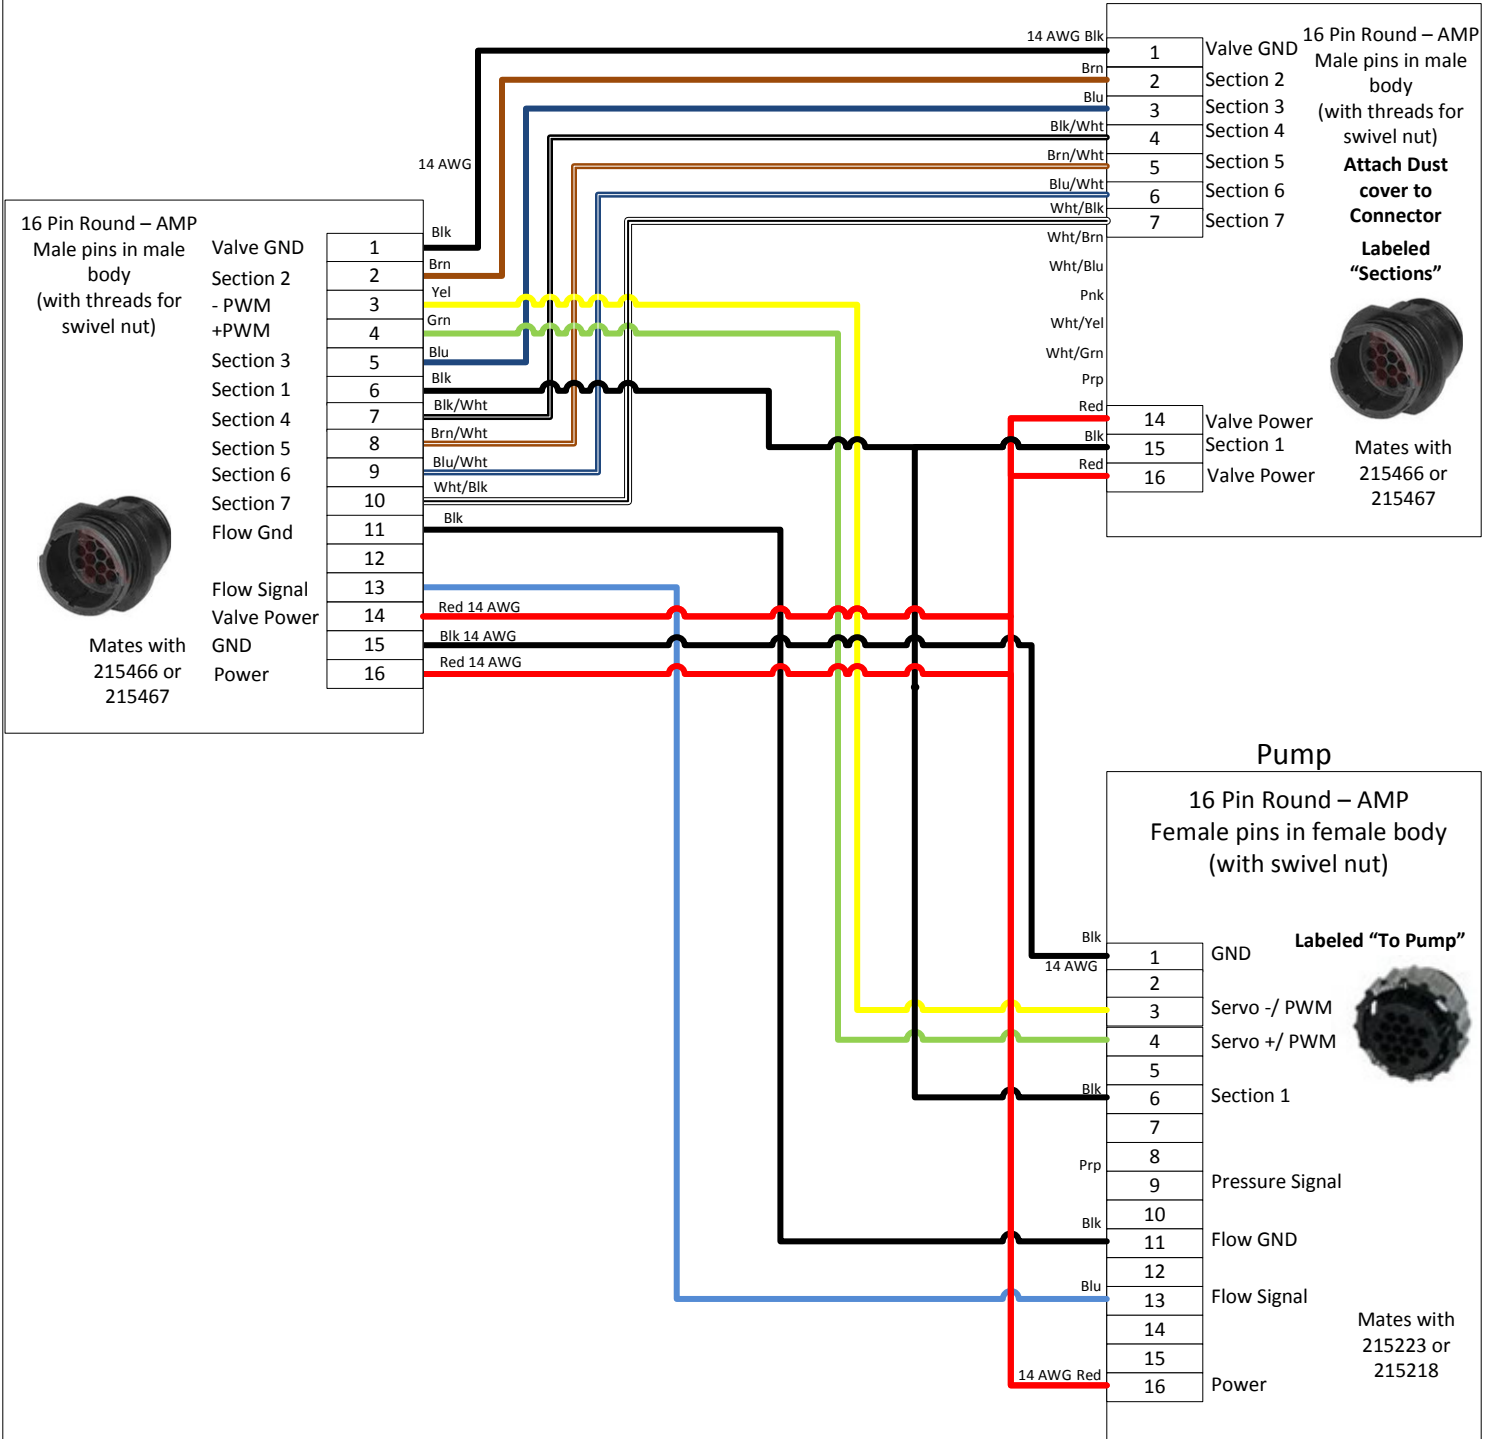 16 Pin Round – AMP
Male pins in male
body
(with threads for
swivel nut)
Mates with
215466 or
215467
Valve GND 1 Blk
Section 2 2 Brn
- PWM 3 Yel
+PWM 4 Grn
Section 3 5 Blu
Section 1 6 Blk
Section 4 7 Blk/Wht
Section 5 8 Brn/Wht
Section 6 9 Blu/Wht
Section 7 10 Wht/Blk
Flow Gnd 11 Blk
12
Flow Signal 13
Valve Power 14 Red 14 AWG
GND 15 Blk 14 AWG
Power 16 Red 14 AWG
14 AWG
14 AWG Blk 1 Valve GND
Brn 2 Section 2
Blu 3 Section 3
Blk/Wht 4 Section 4
Brn/Wht 5 Section 5
Blu/Wht 6 Section 6
Wht/Blk 7 Section 7
Wht/Brn
Wht/Blu
Pnk
Wht/Yel
Wht/Grn
Prp
Red 14 Valve Power
Blk 15 Section 1
Red 16 Valve Power
16 Pin Round – AMP
Male pins in male
body
(with threads for
swivel nut)
Attach Dust
cover to
Connector
Labeled
“Sections”
Mates with
215466 or
215467
Pump
16 Pin Round – AMP
Female pins in female body
(with swivel nut)
Labeled “To Pump”
Blk
14 AWG
1 GND
2
3 Servo -/ PWM
4 Servo +/ PWM
5
Blk 6 Section 1
7
Prp 8
9 Pressure Signal
10
Blk 11 Flow GND
12
Blu 13 Flow Signal
14
15
14 AWG Red 16 Power
Mates with
215223 or
215218